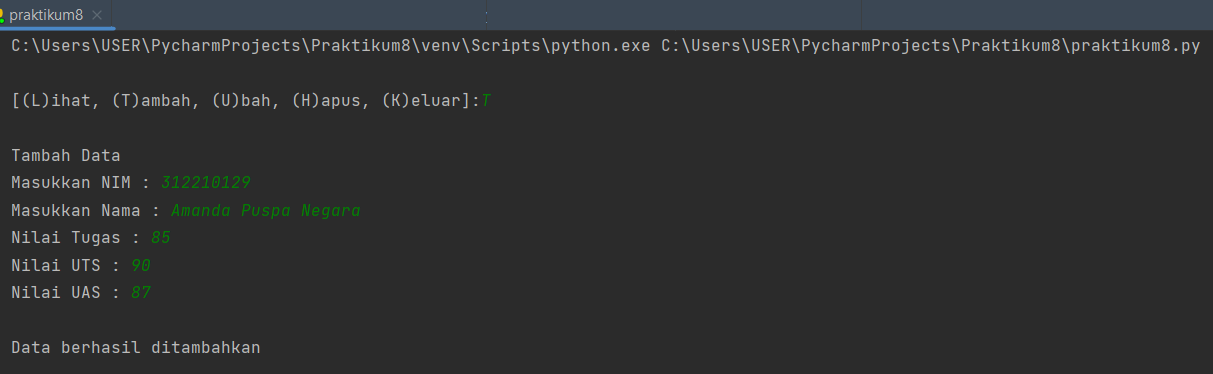 praktikum8
C:\Users\USER\PycharmProjects\Praktikum8\venv\Scripts\python.exe C:\Users\USER\PycharmProjects\Praktikum8\praktikum8.py
[(L)ihat, (T)ambah, (U)bah, (H)apus, (K)eluar]:T
Tambah Data
Masukkan NIM : 312210129
Masukkan Nama : Amanda Puspa Negara
Nilai Tugas : 85
Nilai UTS : 90
Nilai UAS : 87
Data berhasil ditambahkan